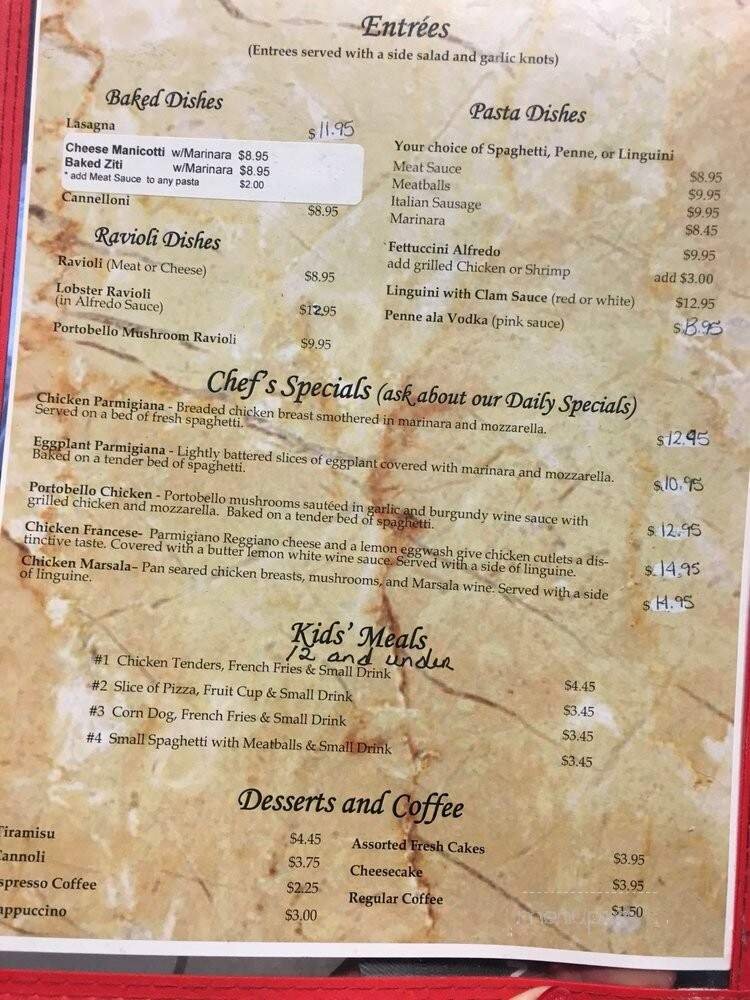 Entrées
(Entrees served with a side salad and garlic knots)
Baked Dishes
Lasagna $ 11.95
Cheese Manicotti w/Marinara $8.95
Baked Ziti w/Marinara $8.95
* add Meat Sauce to any pasta $2.00
Cannelloni $8.95
Ravioli Dishes
Ravioli (Meat or Cheese) $8.95
Lobster Ravioli
(in Alfredo Sauce) $12.95
Portobello Mushroom Ravioli $9.95
Pasta Dishes
Your choice of Spaghetti, Penne, or Linguini
Meat Sauce $8.95
Meatballs $9.95
Italian Sausage $9.95
Marinara $8.45
Fettuccini Alfredo $9.95
add grilled Chicken or Shrimp add $3.00
Linguini with Clam Sauce (red or white) $12.95
Penne ala Vodka (pink sauce)
Chef's Specials (ask about our Daily Specials)
Chicken Parmigiana - Breaded chicken breast smothered in marinara and mozzarella.
Served on a bed of fresh spaghetti. $12.95
Eggplant Parmigiana - Lightly battered slices of eggplant covered with marinara and mozzarella.
Baked on a tender bed of spaghetti. $10.95
Portobello Chicken - Portobello mushrooms sautéed in garlic and burgundy wine sauce with
grilled chicken and mozzarella. Baked on a tender bed of spaghetti. $ 12.95
Chicken Francese- Parmigiano Reggiano cheese and a lemon eggwash give chicken cutlets a dis-
tinctive taste. Covered with a butter lemon white wine sauce. Served with a side of linguine. $ 14.95
Chicken Marsala- Pan seared chicken breasts, mushrooms, and Marsala wine. Served with a side
of linguine. $ 14.95
Kids' Meals
12 and under
#1 Chicken Tenders, French Fries & Small Drink $4.45
#2 Slice of Pizza, Fruit Cup & Small Drink $3.45
#3 Corn Dog, French Fries & Small Drink $3.45
#4 Small Spaghetti with Meatballs & Small Drink $3.45
Desserts and Coffee
Tiramisu $4.45
annoli $3.75
spresso Coffee $2.25
appuccino $3.00
Assorted Fresh Cakes $3.95
Cheesecake $3.95
Regular Coffee $1.50